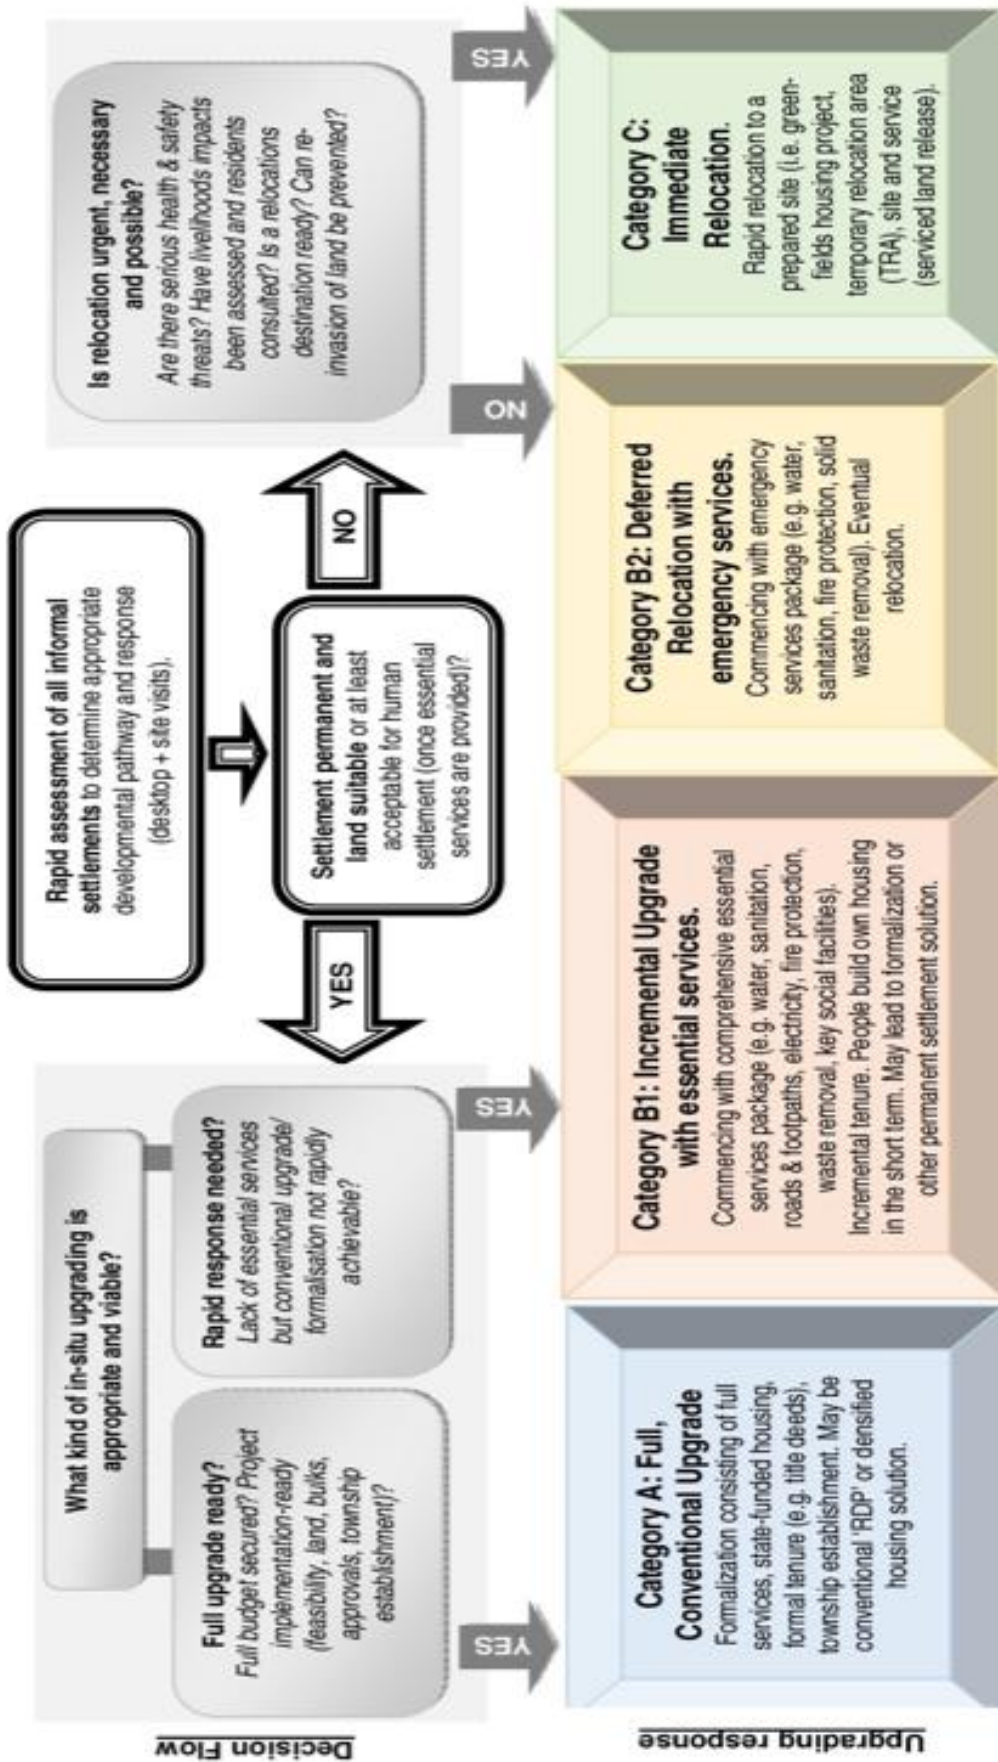 Decision Flow
Rapid assessment of all informal
settlements to determine appropriate
developmental pathway and response
(desktop + site visits),
Settlement permanent and
land suitable or at least
acceptable for human
settlement (once essential
services are provided)?
YES
NO
What kind of in-situ upgrading is
appropriate and viable?
Full upgrade ready?
Full budget secured? Project
implementation-ready
(feasibility, land, bulks,
approvals, township
establishment)?
Rapid response needed?
Lack of essential services
but conventional upgrade/
formalisation not rapidly
achievable?
Is relocation urgent, necessary
and possible?
Are there serious health & safety
threats? Have livelihoods impacts
been assessed and residents
consulted? Is a relocations
destination ready? Can re-
invasion of land be prevented?
YES
YES
NO
YES
Upgrading response
Category A: Full,
Conventional Upgrade
Formalization consisting of full
services, state-funded housing,
formal tenure (e.g. title deeds),
township establishment. May be
conventional 'RDP' or densified
housing solution.
Category B1: Incremental Upgrade
with essential services.
Commencing with comprehensive essential
services package (e.g. water, sanitation,
roads & footpaths, electricity, fire protection,
waste removal, key social facilities).
Incremental tenure. People build own housing
in the short term. May lead to formalization or
other permanent settlement solution.
Category B2: Deferred
Relocation with
emergency services.
Commencing with emergency
services package (e.g. water,
sanitation, fire protection, solid
waste removal). Eventual
relocation.
Category C:
Immediate
Relocation.
Rapid relocation to a
prepared site (i.e. green-
fields housing project,
temporary relocation area
(TRA), site and service
(serviced land release).